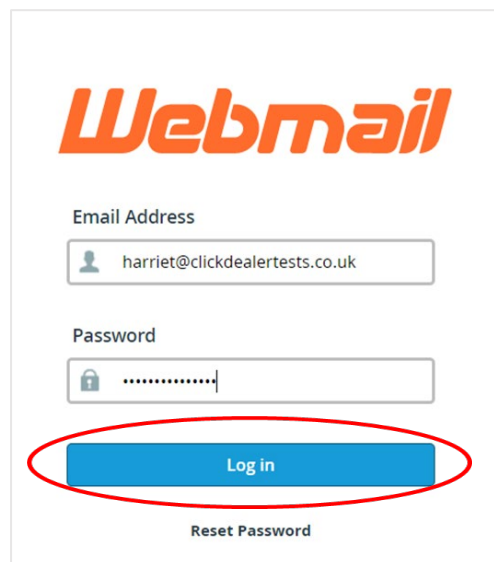 Webmail
Email Address
harriet@clickdealertests.co.uk
Password
•••••••••••••••
Log in
Reset Password